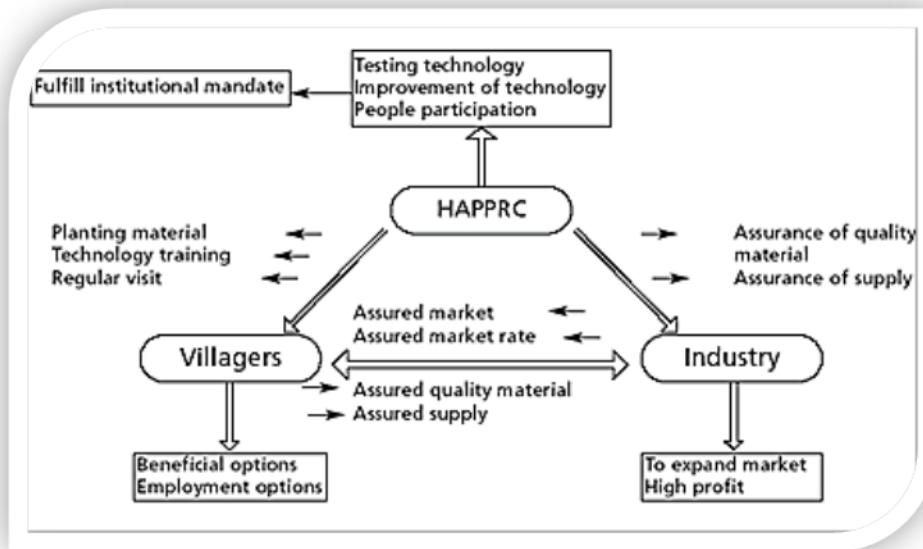 Testing technology
Improvement of technology
People participation
Fulfill institutional mandate
HAPPRC
Planting material
Technology training
Regular visit
Assurance of quality
material
Assurance of supply
Assured market
Assured market rate
Villagers
Industry
Assured quality material
Assured supply
Beneficial options
Employment options
To expand market
High profit